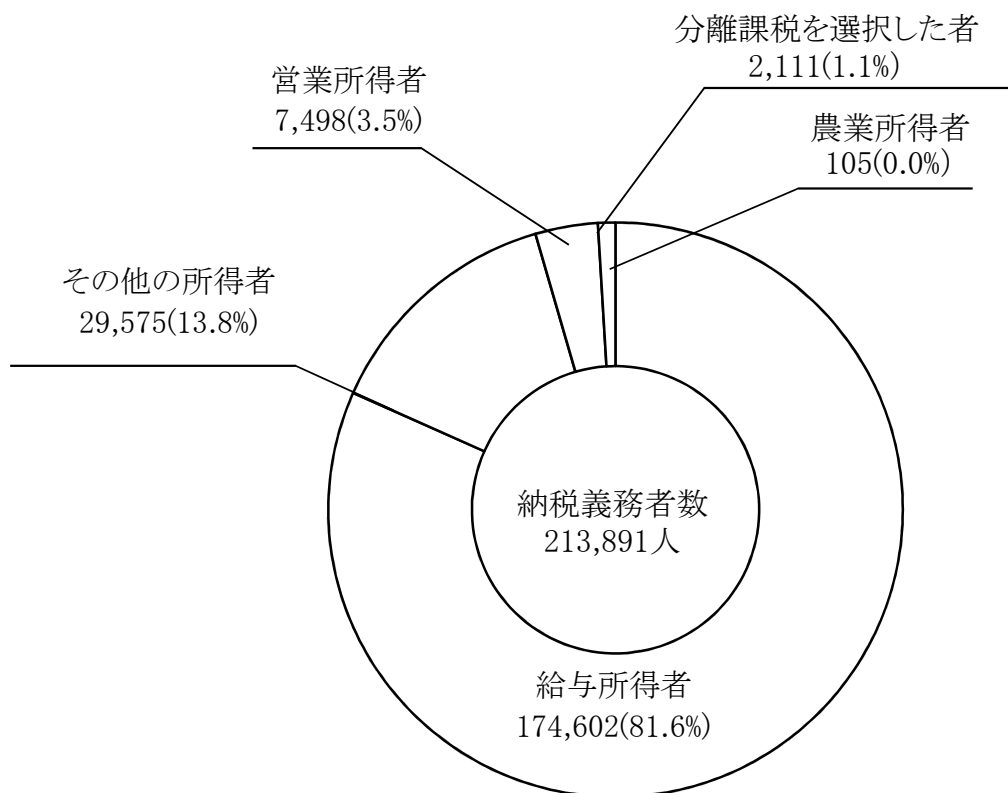 分離課税を選択した者
2,111(1.1%)
営業所得者
7,498(3.5%)
農業所得者
105(0.0%)
その他の所得者
29,575(13.8%)
納税義務者数
213,891人
給与所得者
174,602(81.6%)